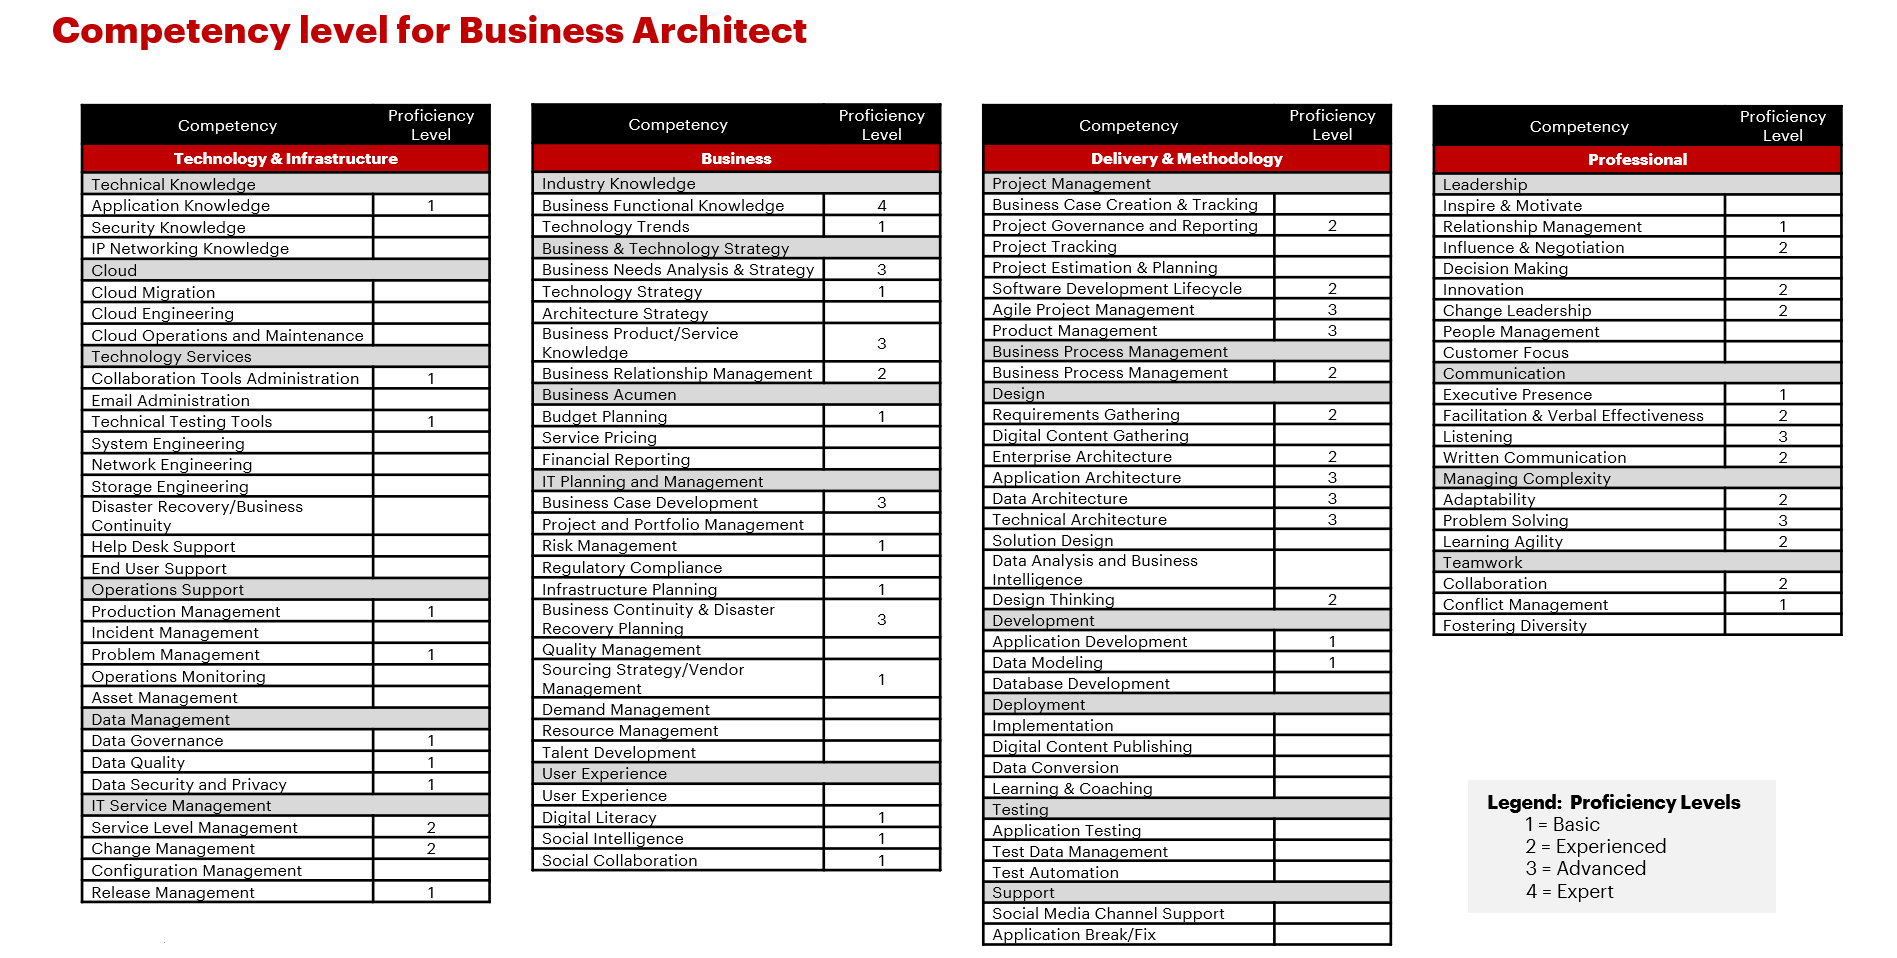 Competency level for Business Architect
Competency Proficiency Level
Technology & Infrastructure
Technical Knowledge
Application Knowledge 1
Security Knowledge
IP Networking Knowledge
Cloud
Cloud Migration
Cloud Engineering
Cloud Operations and Maintenance
Technology Services
Collaboration Tools Administration 1
Email Administration
Technical Testing Tools 1
System Engineering
Network Engineering
Storage Engineering
Disaster Recovery/Business
Continuity
Help Desk Support
End User Support
Operations Support
Production Management 1
Incident Management
Problem Management 1
Operations Monitoring
Asset Management
Data Management
Data Governance 1
Data Quality 1
Data Security and Privacy 1
IT Service Management
Service Level Management 2
Change Management 2
Configuration Management
Release Management 1
Competency Proficiency Level
Business
Industry Knowledge
Business Functional Knowledge 4
Technology Trends 1
Business & Technology Strategy
Business Needs Analysis & Strategy 3
Technology Strategy 1
Architecture Strategy
Business Product/Service
Knowledge 3
Business Relationship Management 2
Business Acumen
Budget Planning 1
Service Pricing
Financial Reporting
IT Planning and Management
Business Case Development 3
Project and Portfolio Management
Risk Management 1
Regulatory Compliance
Infrastructure Planning 1
Business Continuity & Disaster
Recovery Planning 3
Quality Management
Sourcing Strategy/Vendor
Management 1
Demand Management
Resource Management
Talent Development
User Experience
User Experience
Digital Literacy 1
Social Intelligence 1
Social Collaboration 1
Competency Proficiency Level
Delivery & Methodology
Project Management
Business Case Creation & Tracking
Project Governance and Reporting 2
Project Tracking
Project Estimation & Planning
Software Development Lifecycle 2
Agile Project Management 3
Product Management 3
Business Process Management
Business Process Management 2
Design
Requirements Gathering 2
Digital Content Gathering
Enterprise Architecture 2
Application Architecture 3
Data Architecture 3
Technical Architecture 3
Solution Design
Data Analysis and Business
Intelligence
Design Thinking 2
Development
Application Development 1
Data Modeling 1
Database Development
Deployment
Implementation
Digital Content Publishing
Data Conversion
Learning & Coaching
Testing
Application Testing
Test Data Management
Test Automation
Support
Social Media Channel Support
Application Break/Fix
Competency Proficiency Level
Professional
Leadership
Inspire & Motivate
Relationship Management 1
Influence & Negotiation 2
Decision Making
Innovation 2
Change Leadership 2
People Management
Customer Focus
Communication
Executive Presence 1
Facilitation & Verbal Effectiveness 2
Listening 3
Written Communication 2
Managing Complexity
Adaptability 2
Problem Solving 3
Learning Agility 2
Teamwork
Collaboration 2
Conflict Management 1
Fostering Diversity
Legend: Proficiency Levels
1 = Basic
2 = Experienced
3 = Advanced
4 = Expert